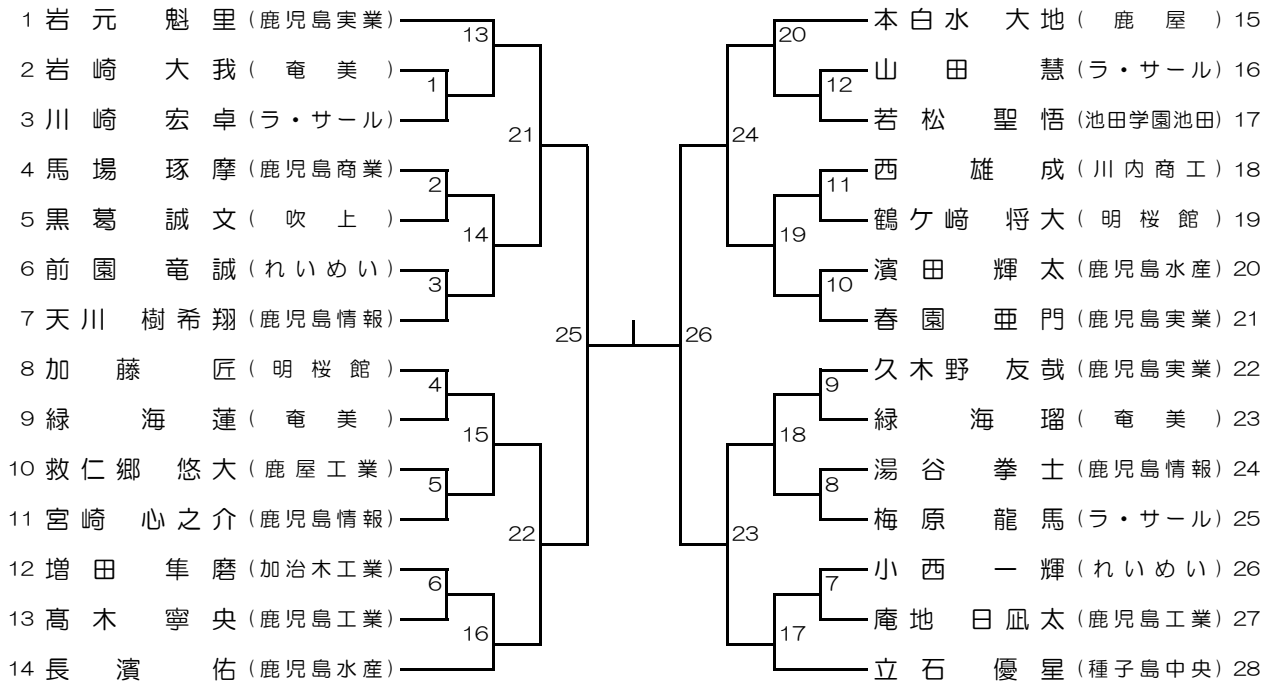 1 岩元 魁里 (鹿児島実業)
2 岩崎 大我 (奄美)
3 川崎 宏卓 (ラ・サール)
4 馬場 琢摩 (鹿児島商業)
5 黒葛 誠文 (吹上)
6 前園 竜誠 (れいめい)
7 天川 樹希翔 (鹿児島情報)
8 加藤 匠 (明桜館)
9 緑 海蓮 (奄美)
10 救仁郷 悠大 (鹿屋工業)
11 宮崎 心之介 (鹿児島情報)
12 増田 隼磨 (加治木工業)
13 髙木 寧央 (鹿児島工業)
14 長濱 佑 (鹿児島水産)
13
1
21
2
14
3
25
4
15
5
22
6
16
本白水 大地 (鹿屋) 15
山田 慧 (ラ・サール) 16
若松 聖悟 (池田学園池田) 17
西 雄成 (川内商工) 18
鶴ケ﨑 将大 (明桜館) 19
濱田 輝太 (鹿児島水産) 20
春園 亜門 (鹿児島実業) 21
久木野 友哉 (鹿児島実業) 22
緑 海瑠 (奄美) 23
湯谷 拳士 (鹿児島情報) 24
梅原 龍馬 (ラ・サール) 25
小西 一輝 (れいめい) 26
庵地 日凪太 (鹿児島工業) 27
立石 優星 (種子島中央) 28
20
12
24
11
19
10
26
9
18
8
23
7
17